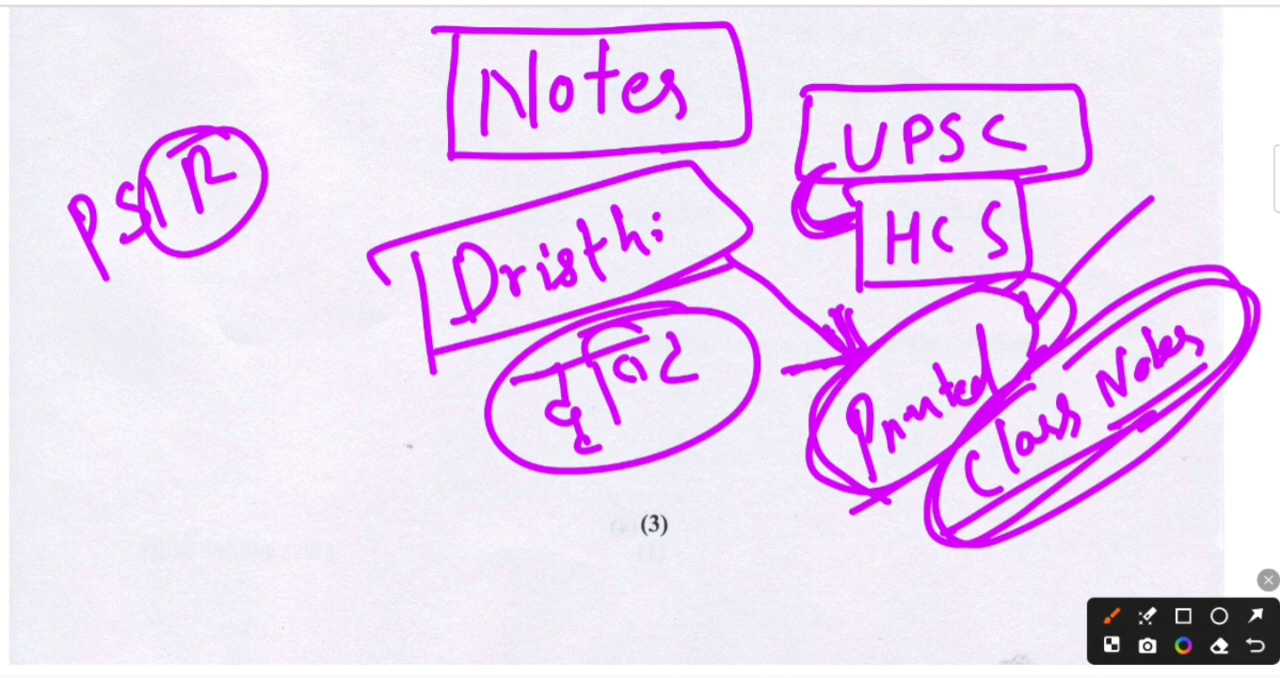 Notes
UPSC
PSIR
HCS
Dristhi
Printed
Class Notes
(3)